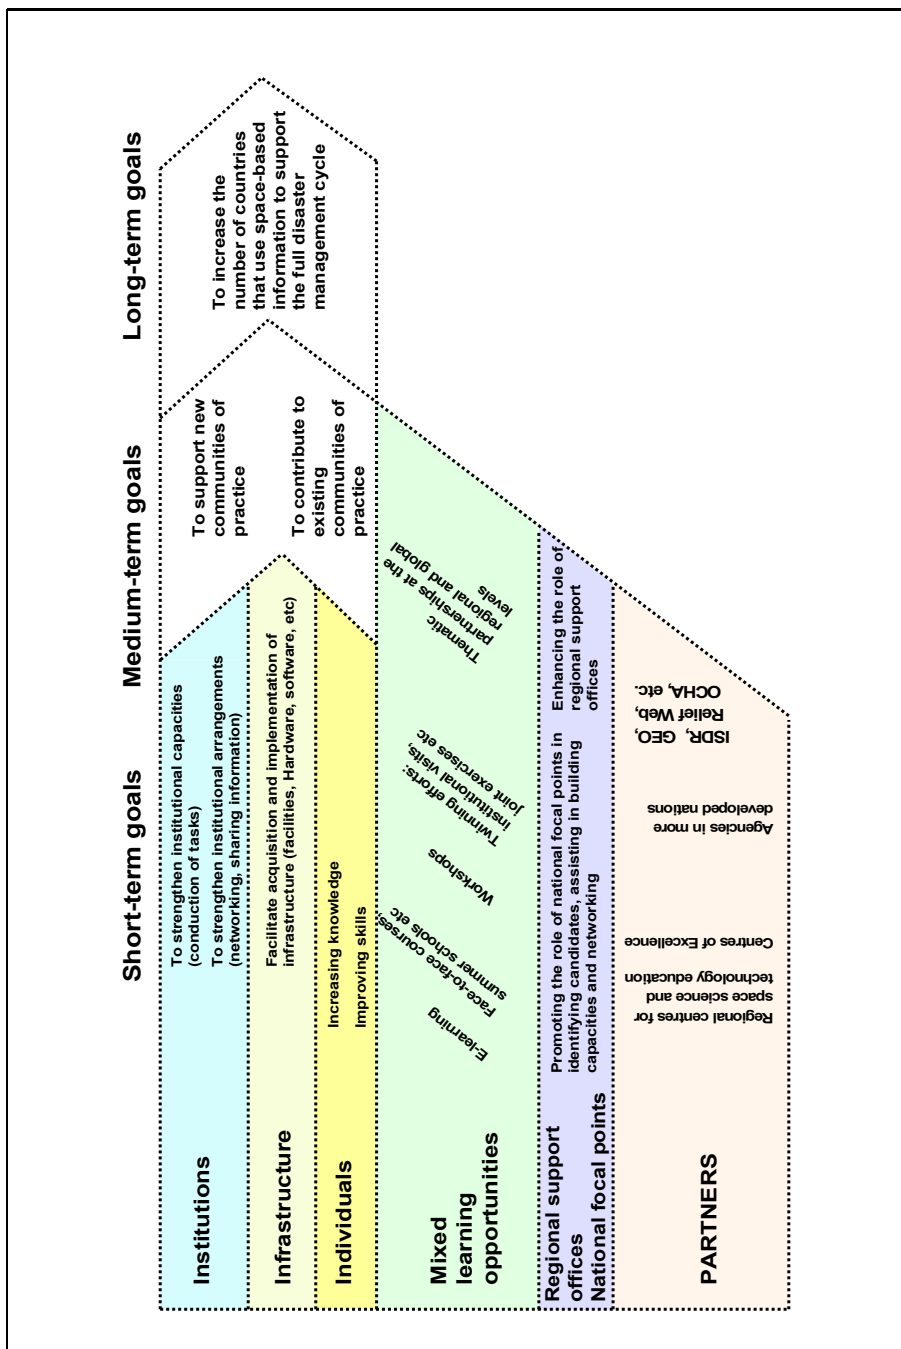 Short-term goals
Medium-term goals
Long-term goals
Institutions
To strengthen institutional capacities
(conduction of tasks)
To strengthen institutional arrangements
(networking, sharing information)
Infrastructure
Facilitate acquisition and implementation of
infrastructure (facilities, Hardware, software, etc)
Individuals
Increasing knowledge
Improving skills
To support new
communities of
practice
To contribute to
existing
communities of
practice
To increase the
number of countries
that use space-based
information to support
the full disaster
management cycle
Mixed
learning
opportunities
E-learning
Face-to-face courses,
summer schools etc
Workshops
Twinning efforts:
institutional visits,
joint exercises etc
Thematic
partnerships at the
regional and global
levels
Regional support
offices
National focal points
Promoting the role of national focal points in
identifying candidates, assisting in building
capacities and networking
Enhancing the role of
regional support
offices
PARTNERS
Regional centres for
space science and
technology education
Centres of Excellence
Agencies in more
developed nations
ISDR, GEO,
Relief Web,
OCHA, etc.